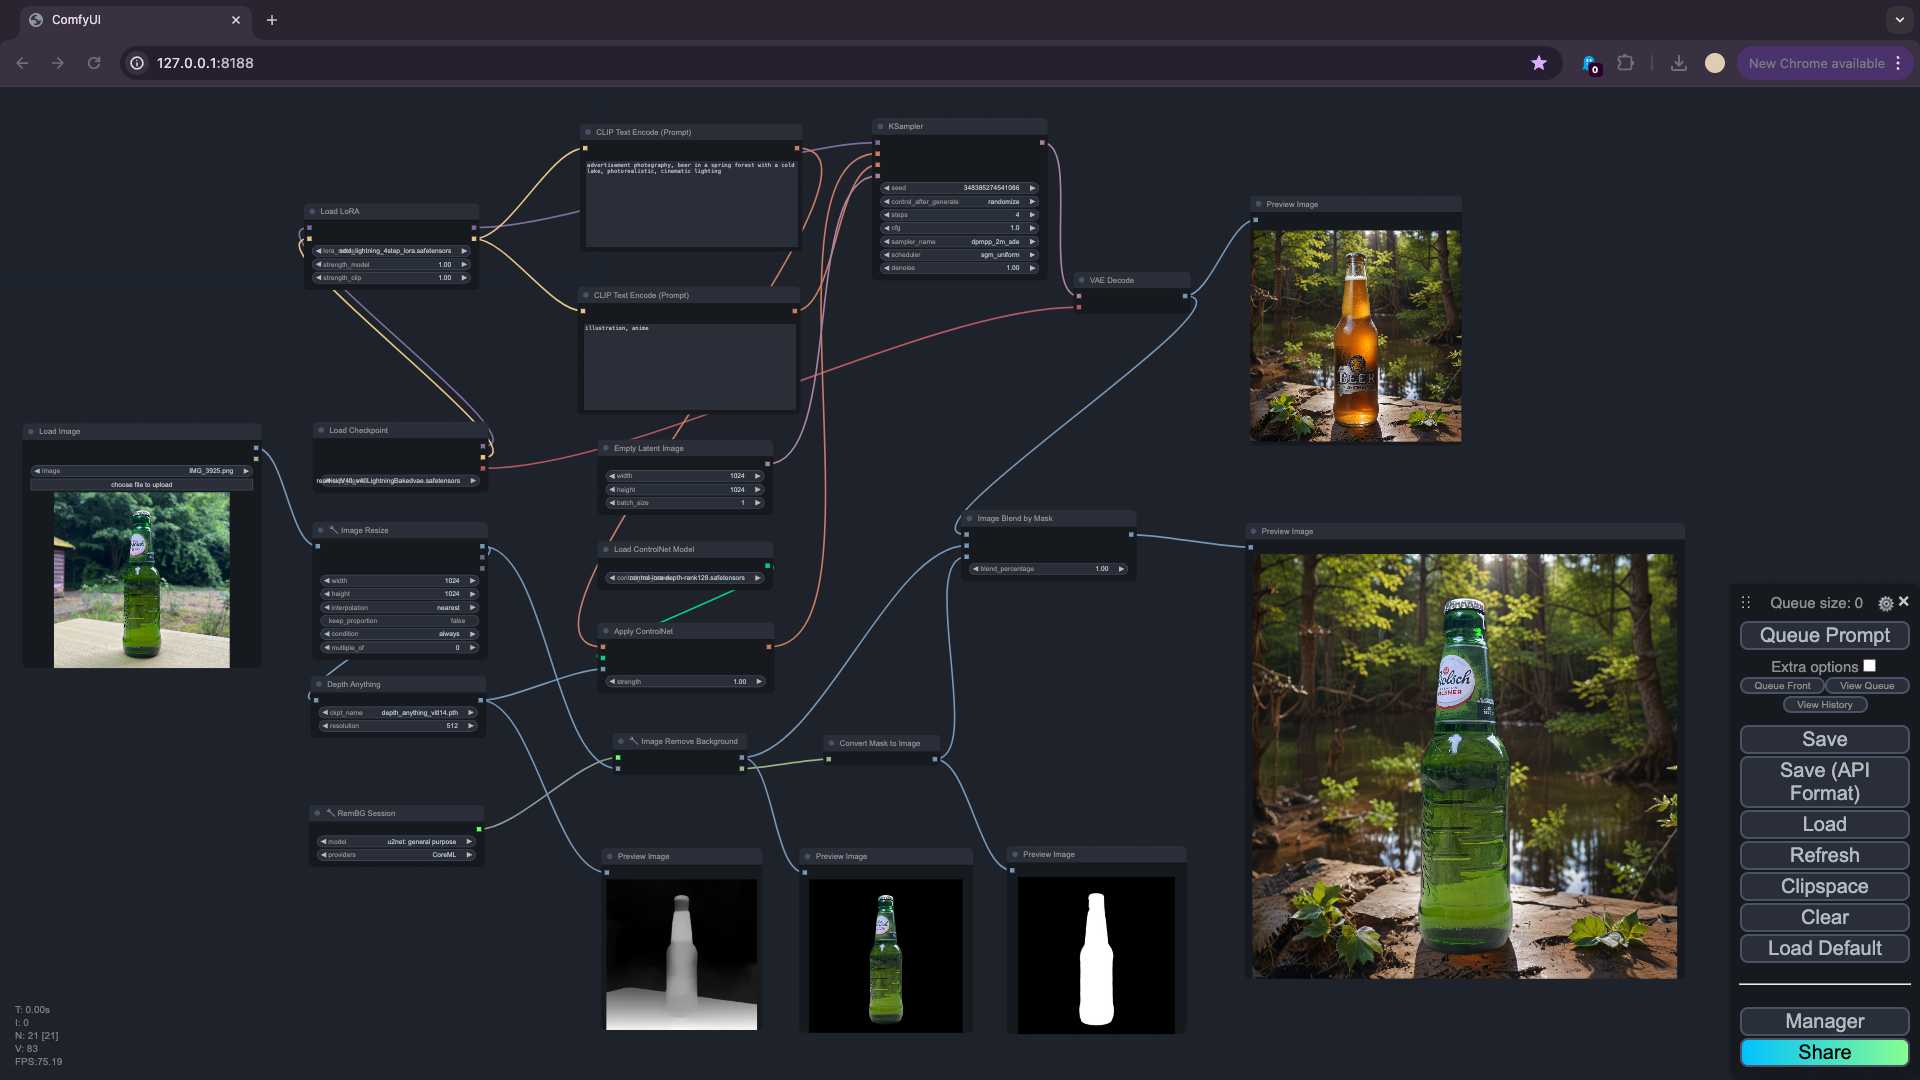 ComfyUI
127.0.0.1:8188
0
New Chrome available
CLIP Text Encode (Prompt)
advertisement photography, beer in a spring forest with a cold
lake, photorealistic, cinematic lighting
KSampler
seed 348385274541086
control_after_generate randomize
steps 4
cfg 1.0
sampler_name dpmpp_2m_sde
scheduler sgm_uniform
denoise 1.00
Load LoRA
lightning_4step_lora.safetensors
strength_model 1.00
strength_clip 1.00
Preview Image
BEER
VAE Decode
CLIP Text Encode (Prompt)
illustration, anime
Load Image
image IMG_3925.png
choose file to upload
Load Checkpoint
LightningBakedvae.safetensors
Empty Latent Image
width 1024
height 1024
batch_size 1
Image Resize
width 1024
height 1024
interpolation nearest
keep_proportion false
condition always
multiple_of 0
Load ControlNet Model
control-lora-depth-rank128.safetensors
Image Blend by Mask
blend_percentage 1.00
Preview Image
Grolsch
PILSNER
Apply ControlNet
strength 1.00
Depth Anything
ckpt_name depth_anything_vitl14.pth
resolution 512
Image Remove Background
Convert Mask to Image
RemBG Session
model u2net: general purpose
providers CoreML
Preview Image
Preview Image
Preview Image
Queue size: 0
Queue Prompt
Extra options
Queue Front
View Queue
View History
Save
Save (API
Format)
Load
Refresh
Clipspace
Clear
Load Default
Manager
Share
T: 0.00s
I: 0
N: 21 [21]
V: 83
FPS:75.19